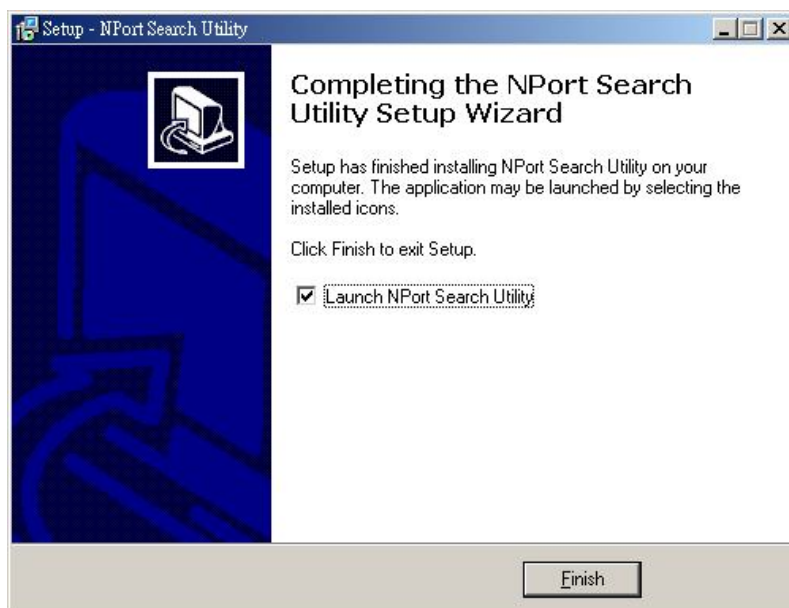 Setup - NPort Search Utility
Completing the NPort Search
Utility Setup Wizard
Setup has finished installing NPort Search Utility on your
computer. The application may be launched by selecting the
installed icons.
Click Finish to exit Setup.
Launch NPort Search Utility
Finish